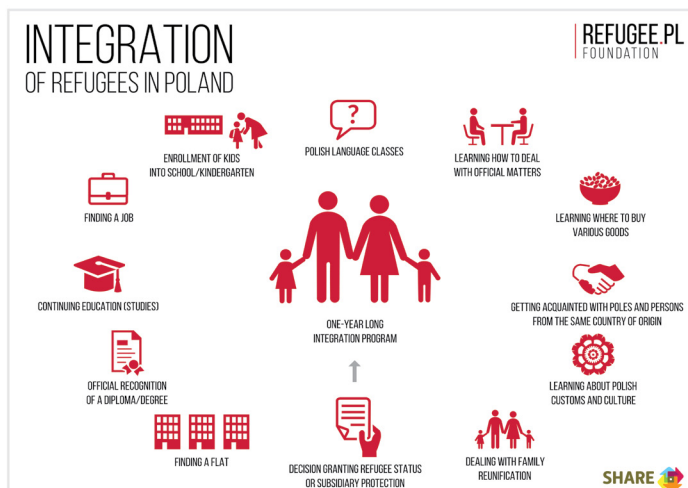 INTEGRATION
OF REFUGEES IN POLAND
REFUGEE.PL
FOUNDATION
?
POLISH LANGUAGE CLASSES
ENROLLMENT OF KIDS
INTO SCHOOL/KINDERGARTEN
LEARNING HOW TO DEAL
WITH OFFICIAL MATTERS
FINDING A JOB
LEARNING WHERE TO BUY
VARIOUS GOODS
CONTINUING EDUCATION (STUDIES)
GETTING ACQUAINTED WITH POLES AND PERSONS
FROM THE SAME COUNTRY OF ORIGIN
ONE-YEAR LONG
INTEGRATION PROGRAM
OFFICIAL RECOGNITION
OF A DIPLOMA/DEGREE
LEARNING ABOUT POLISH
CUSTOMS AND CULTURE
FINDING A FLAT
DECISION GRANTING REFUGEE STATUS
OR SUBSIDIARY PROTECTION
DEALING WITH FAMILY
REUNIFICATION
SHARE